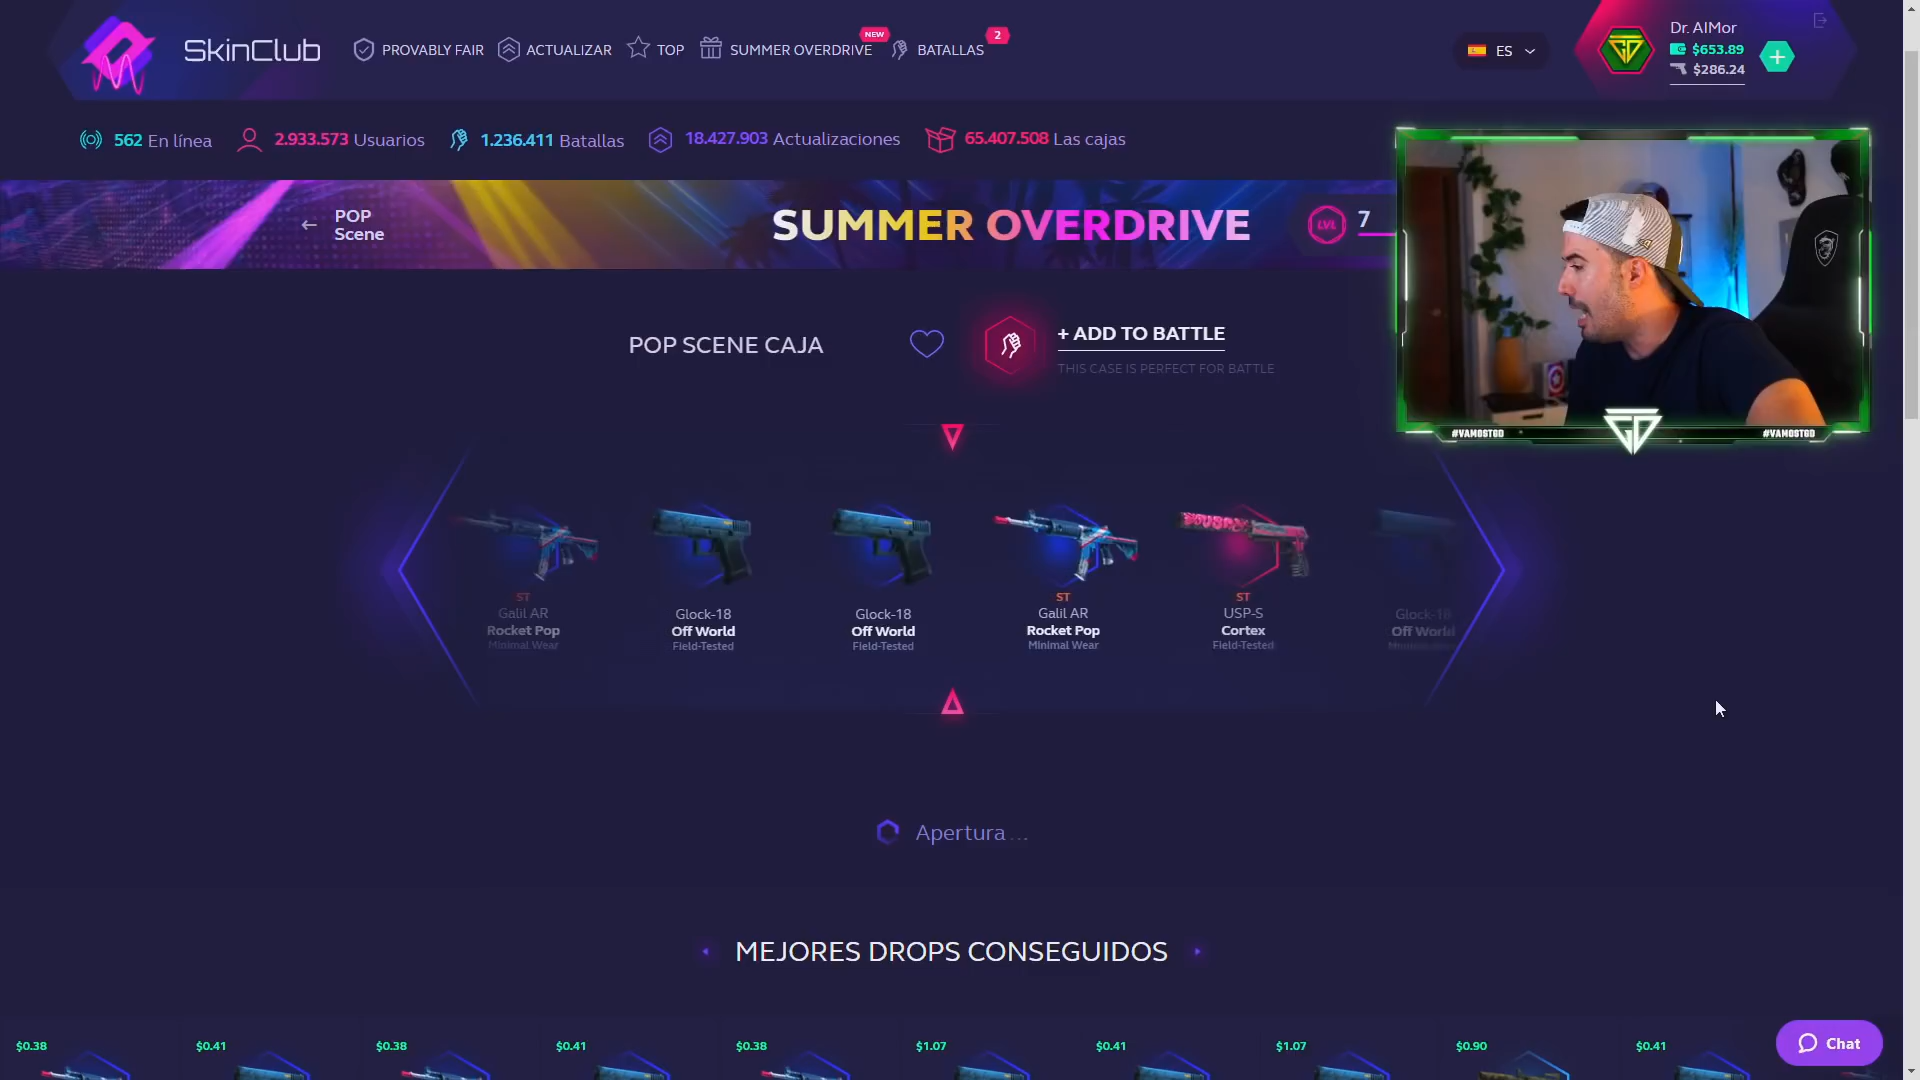 SkinClub
PROVABLY FAIR
ACTUALIZAR
TOP
SUMMER OVERDRIVE
NEW
BATALLAS
2
ES
Dr. AlMor
$653.89
$286.24
562 En línea
2.933.573 Usuarios
1.236.411 Batallas
18.427.903 Actualizaciones
65.407.508 Las cajas
POP
Scene
SUMMER OVERDRIVE
LVL
7
POP SCENE CAJA
+ ADD TO BATTLE
THIS CASE IS PERFECT FOR BATTLE
#VAMOSTGD
#VAMOSTGD
ST
Galil AR
Rocket Pop
Minimal Wear
Glock-18
Off World
Field-Tested
Glock-18
Off World
Field-Tested
ST
Galil AR
Rocket Pop
Minimal Wear
ST
USP-S
Cortex
Field-Tested
Glock-18
Off World
Apertura ...
MEJORES DROPS CONSEGUIDOS
$0.38
$0.41
$0.38
$0.41
$0.38
$1.07
$0.41
$1.07
$0.90
$0.41
Chat